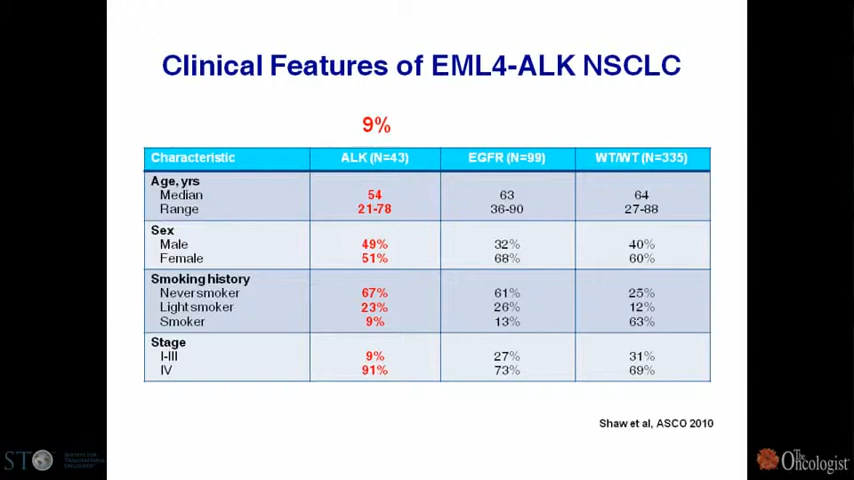 Clinical Features of EML4-ALK NSCLC
9%
Characteristic ALK (N=43) EGFR (N=99) WT/WT (N=335)
Age, yrs
Median 54 63 64
Range 21-78 36-90 27-88
Sex
Male 49% 32% 40%
Female 51% 68% 60%
Smoking history
Never smoker 67% 61% 25%
Light smoker 23% 26% 12%
Smoker 9% 13% 63%
Stage
I-III 9% 27% 31%
IV 91% 73% 69%
Shaw et al, ASCO 2010
The
Oncologist